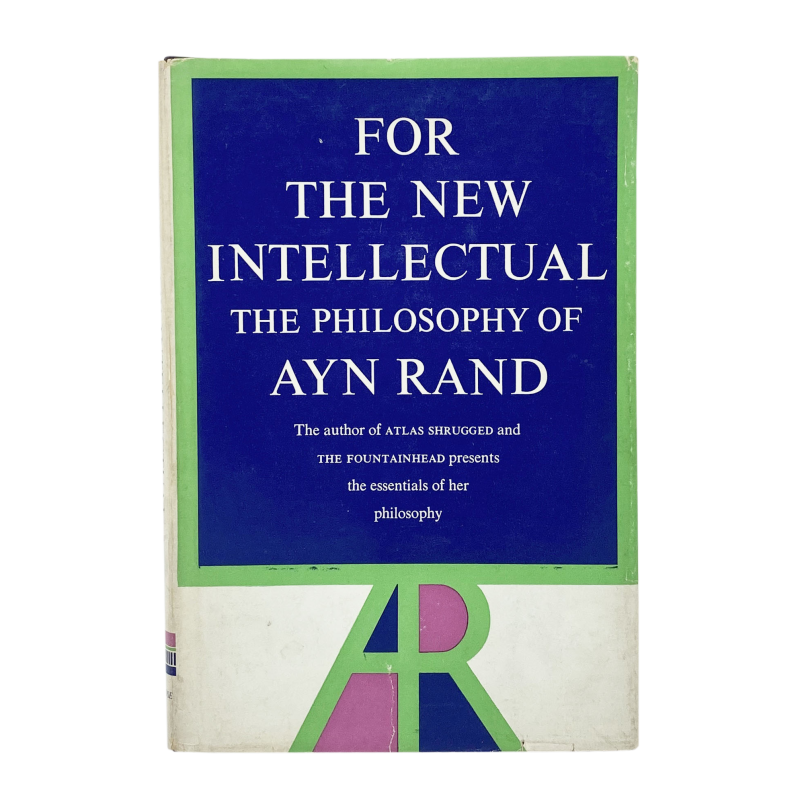 FOR
THE NEW
INTELLECTUAL
THE PHILOSOPHY OF
AYN RAND
The author of ATLAS SHRUGGED and
THE FOUNTAINHEAD presents
the essentials of her
philosophy
AR